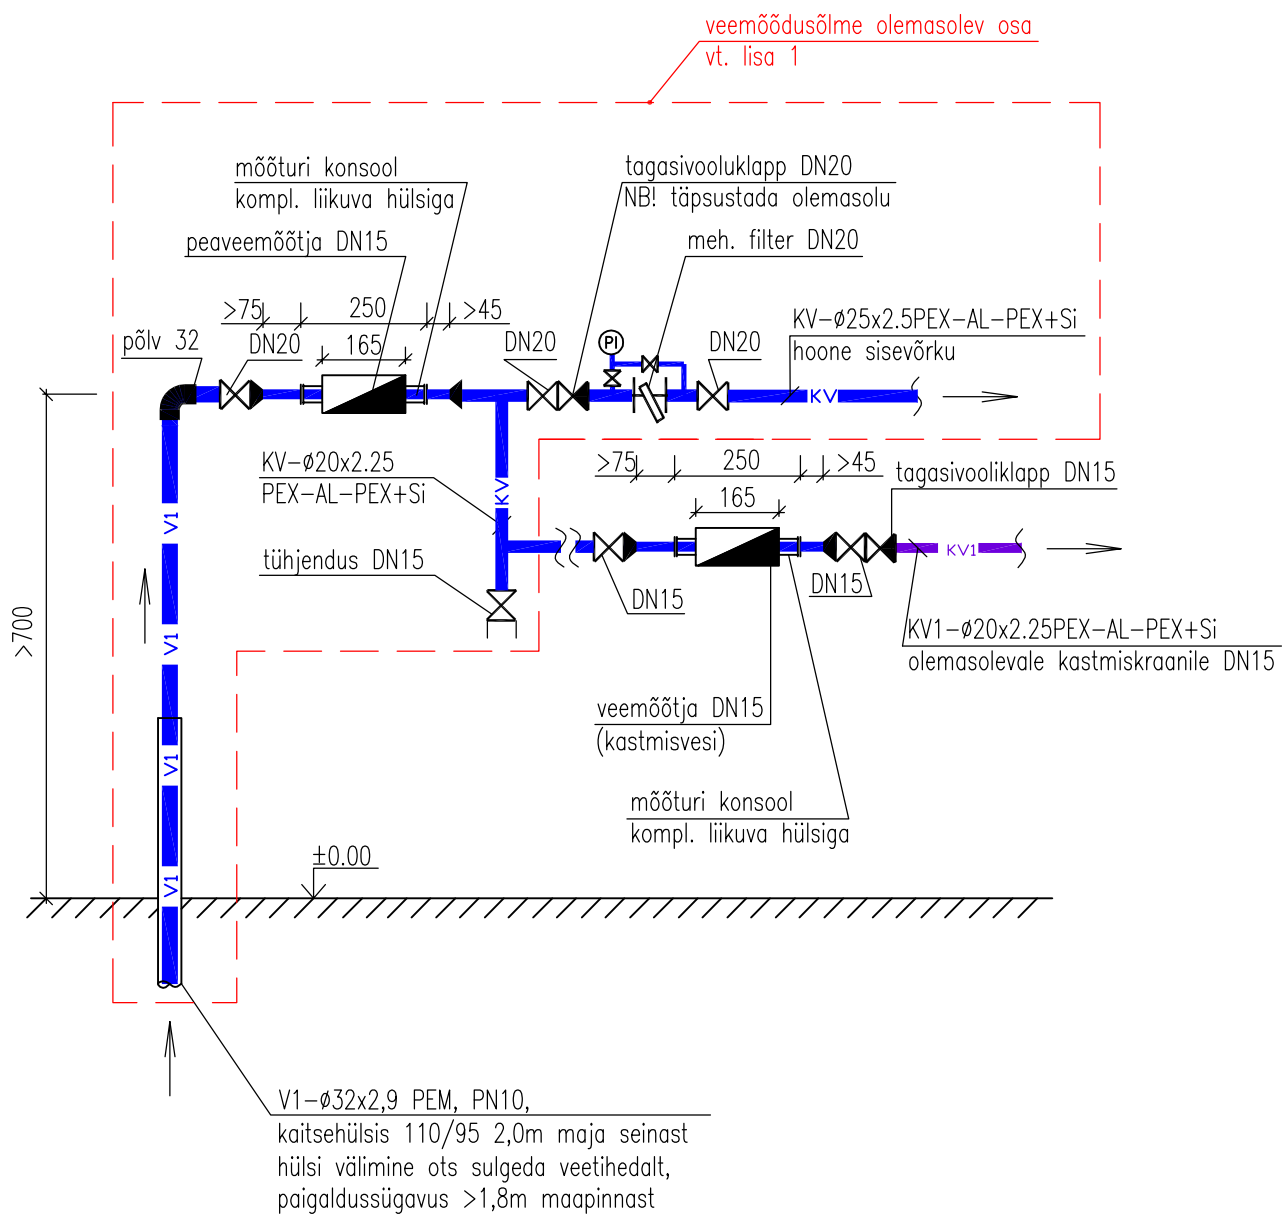 veemõõdusõlme olemasolev osa
vt. lisa 1
mõõturi konsool
kompl. liikuva hülsiga
tagasivooluklapp DN20
NB! täpsustada olemasolu
peaveemõõtja DN15
meh. filter DN20
>75
250
>45
KV-ø25x2.5PEX-AL-PEX+Si
hoone sisevõrku
põlv 32
DN20
165
DN20
PI
DN20
KV
KV-ø20x2.25
PEX-AL-PEX+Si
KV
>75
250
>45
tagasivooliklapp DN15
165
V1
tühjendus DN15
KV1
DN15
DN15
>700
V1
KV1-ø20x2.25PEX-AL-PEX+Si
olemasolevale kastmiskraanile DN15
veemõõtja DN15
(kastmisvesi)
V1
mõõturi konsool
kompl. liikuva hülsiga
±0.00
V1
V1-ø32x2,9 PEM, PN10,
kaitsehülsis 110/95 2,0m maja seinast
hülsi välimine ots sulgeda veetihedalt,
paigaldussügavus >1,8m maapinnast